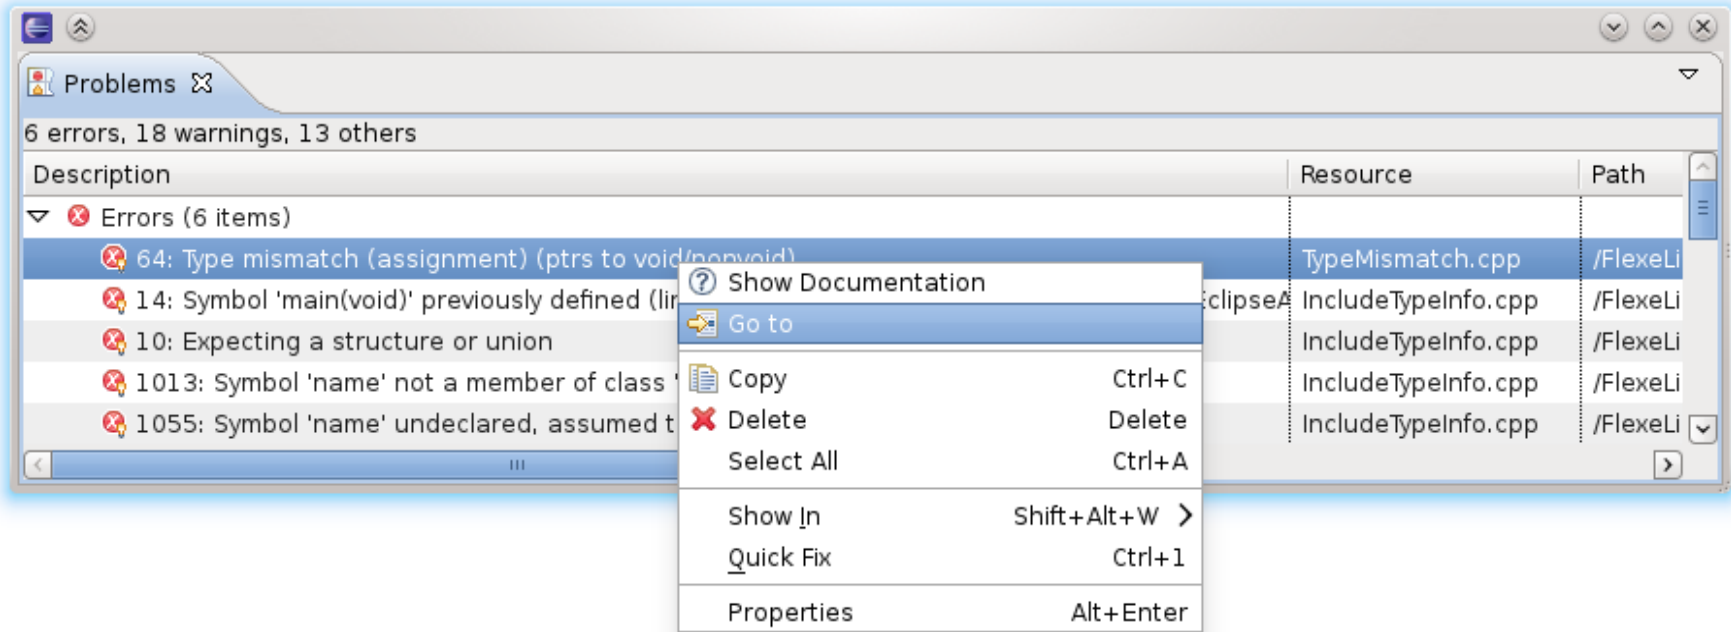 Problems
6 errors, 18 warnings, 13 others
Description Resource Path
Errors (6 items)
64: Type mismatch (assignment) (ptrs to void/nonvoid) TypeMismatch.cpp /FlexeLi
14: Symbol 'main(void)' previously defined (lin EclipseA IncludeTypeInfo.cpp /FlexeLi
10: Expecting a structure or union IncludeTypeInfo.cpp /FlexeLi
1013: Symbol 'name' not a member of class ' IncludeTypeInfo.cpp /FlexeLi
1055: Symbol 'name' undeclared, assumed t IncludeTypeInfo.cpp /FlexeLi
Show Documentation
Go to
Copy Ctrl+C
Delete Delete
Select All Ctrl+A
Show In Shift+Alt+W
Quick Fix Ctrl+1
Properties Alt+Enter